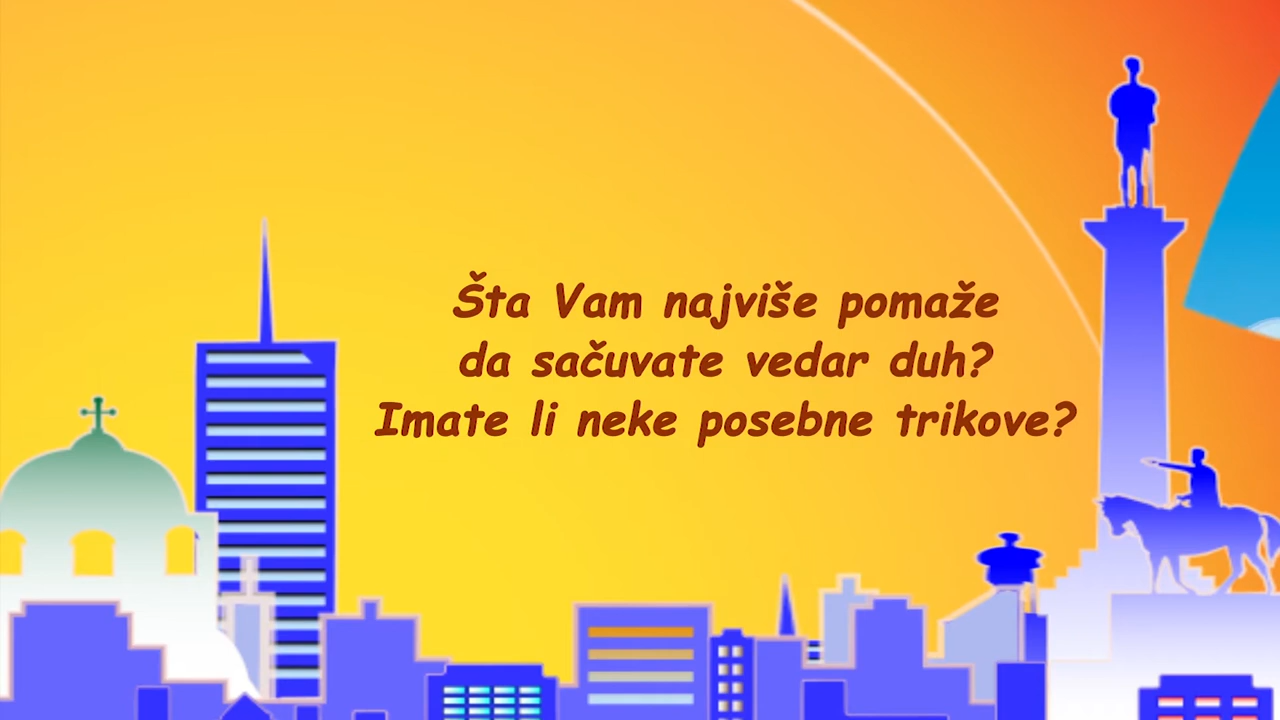 Šta Vam najviše pomaže
da sačuvate vedar duh?
Imate li neke posebne trikove?